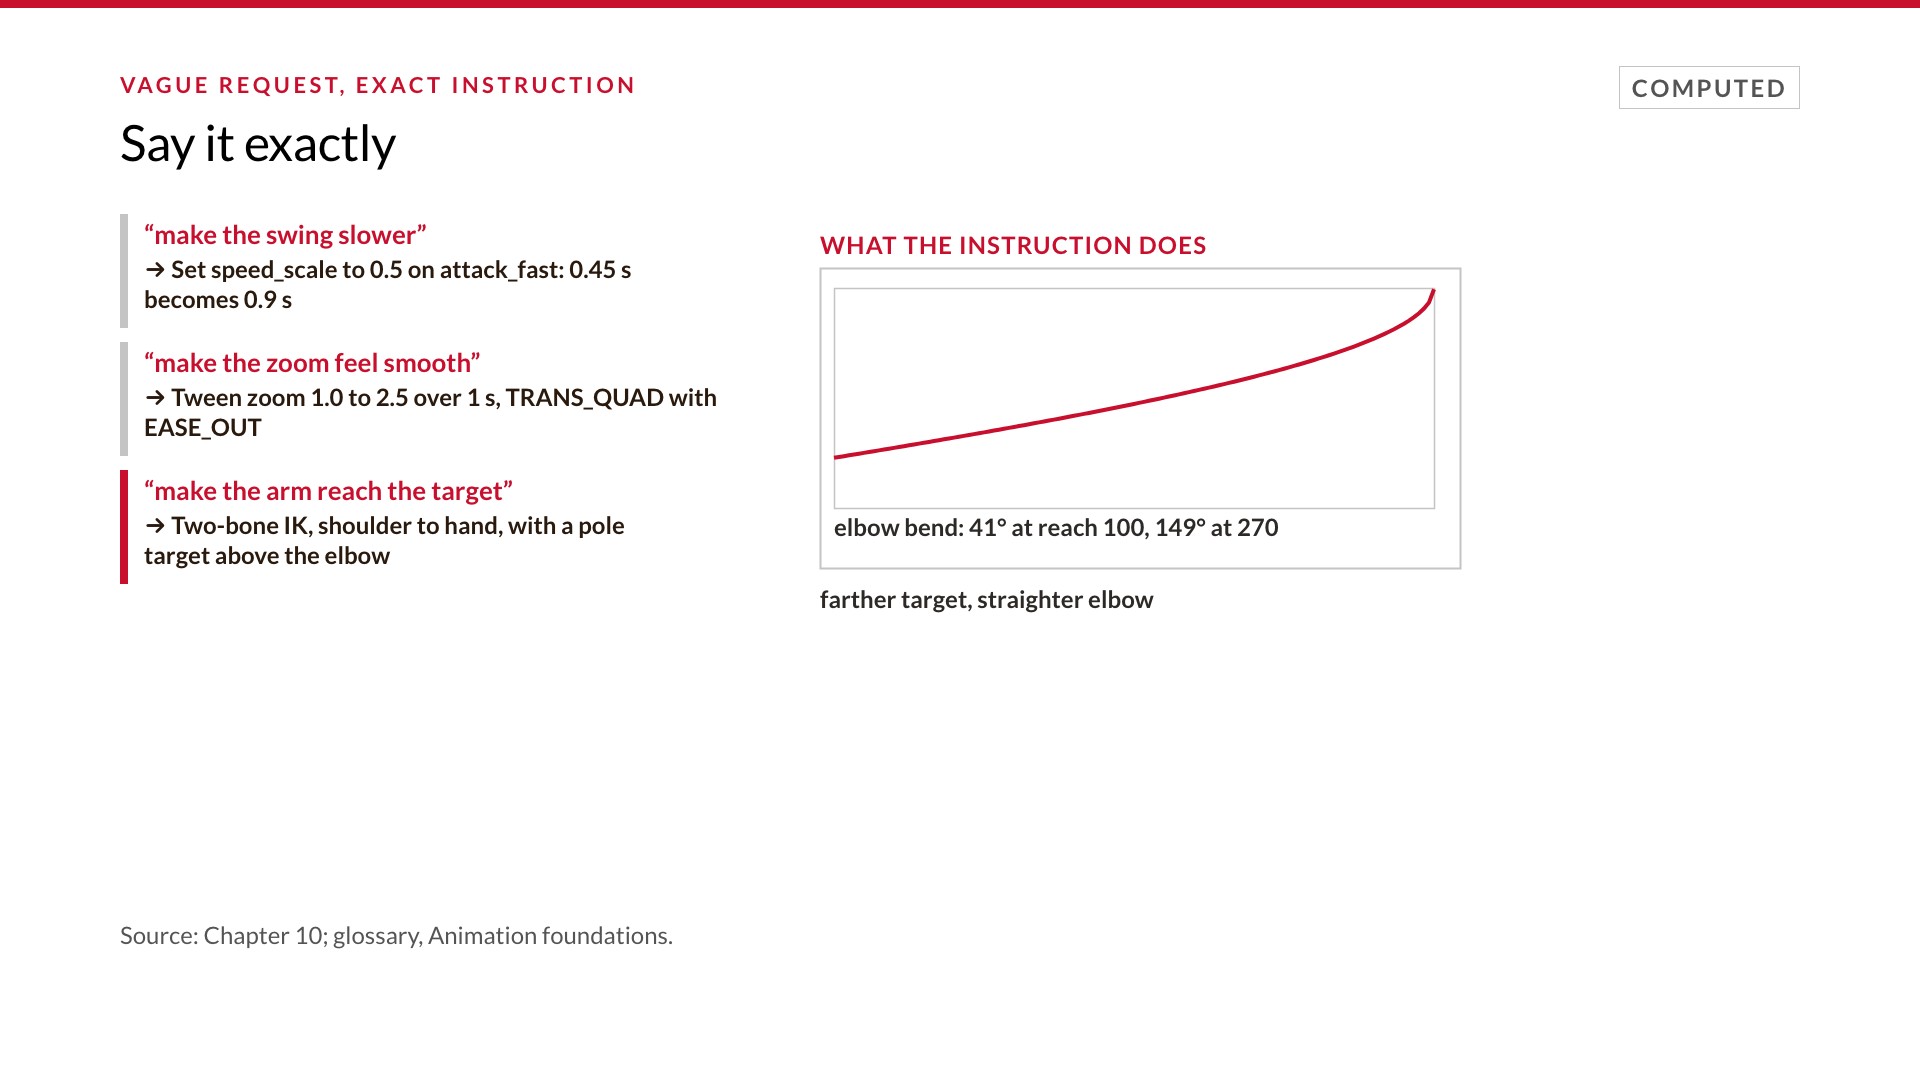 VAGUE REQUEST, EXACT INSTRUCTION
COMPUTED
Say it exactly
“make the swing slower”
→ Set speed_scale to 0.5 on attack_fast: 0.45 s
becomes 0.9 s
“make the zoom feel smooth”
→ Tween zoom 1.0 to 2.5 over 1 s, TRANS_QUAD with
EASE_OUT
“make the arm reach the target”
→ Two-bone IK, shoulder to hand, with a pole
target above the elbow
WHAT THE INSTRUCTION DOES
elbow bend: 41° at reach 100, 149° at 270
farther target, straighter elbow
Source: Chapter 10; glossary, Animation foundations.